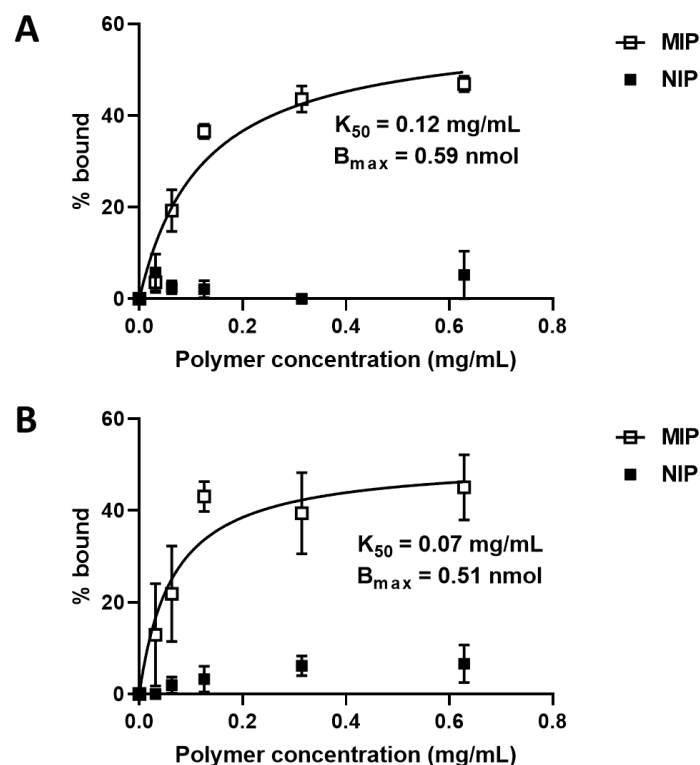 A
60
40
20
0
% bound
0.0 0.2 0.4 0.6 0.8
Polymer concentration (mg/mL)
K50 = 0.12 mg/mL
Bmax = 0.59 nmol
MIP
NIP
B
60
40
20
0
% bound
0.0 0.2 0.4 0.6 0.8
Polymer concentration (mg/mL)
K50 = 0.07 mg/mL
Bmax = 0.51 nmol
MIP
NIP